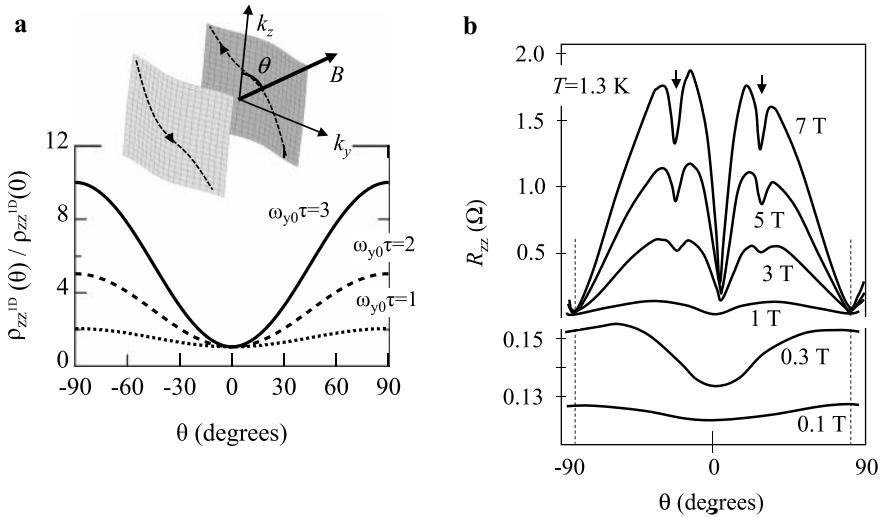 a
k_z
θ
B
k_y
12
8
4
0
ρ_ZZ^1D (θ) / ρ_ZZ^1D (0)
ω_y0τ=3
ω_y0τ=2
ω_y0τ=1
-90
-60
-30
0
30
60
90
θ (degrees)
b
2.0
1.5
1.0
0.5
0.15
0.13
R_zz (Ω)
T=1.3 K
7 T
5 T
3 T
1 T
0.3 T
0.1 T
-90
0
90
θ (degrees)